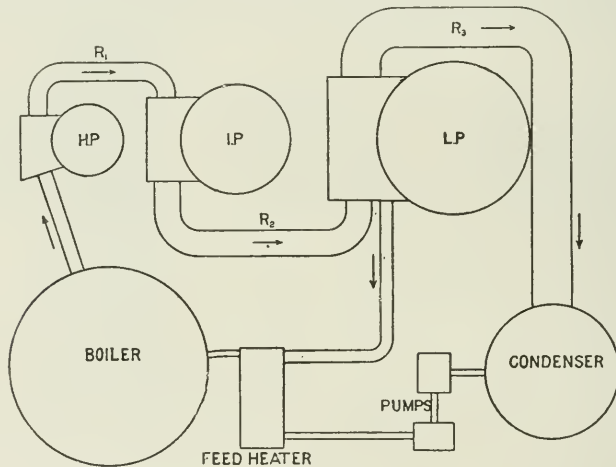 R₃
R₁
H.P
I.P
L.P
R₂
BOILER
CONDENSER
PUMPS
FEED HEATER